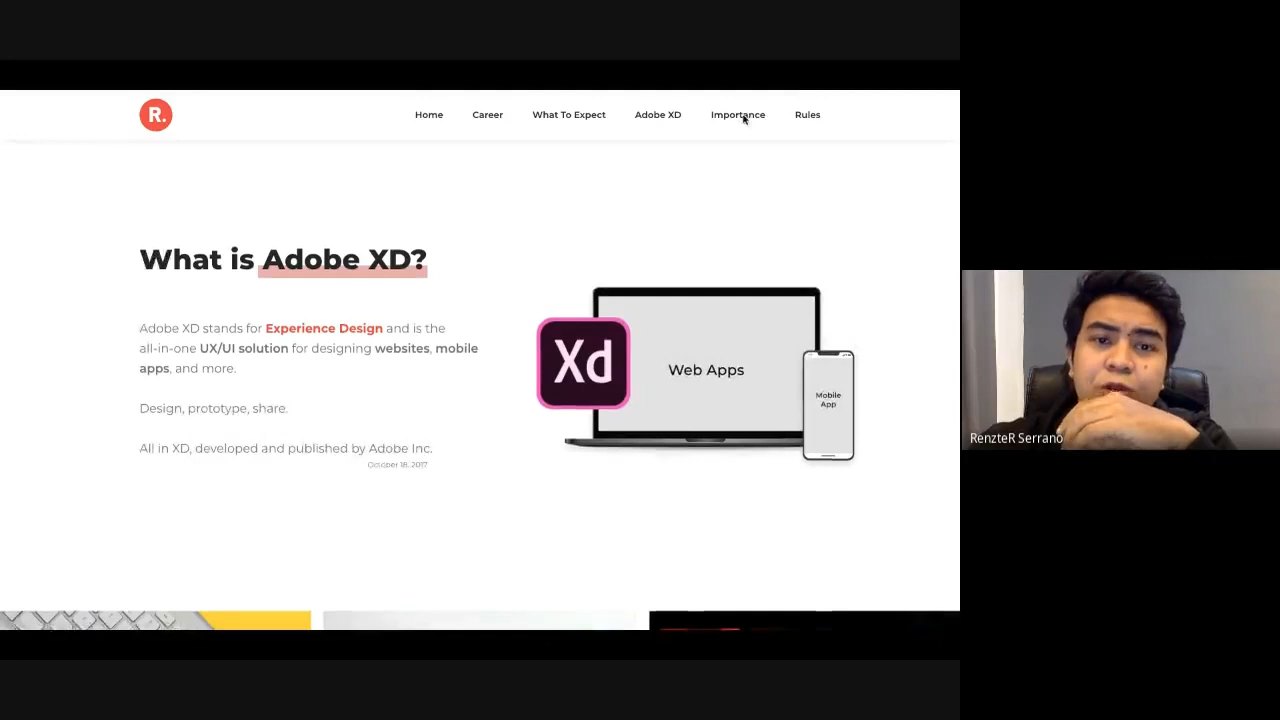 R.
Home
Career
What To Expect
Adobe XD
Importance
Rules
What is Adobe XD?
Adobe XD stands for Experience Design and is the
all-in-one UX/UI solution for designing websites, mobile
apps, and more.
Design, prototype, share.
All in XD, developed and published by Adobe Inc.
October 18, 2017
Xd
Web Apps
Mobile
App
RenzteR Serrano